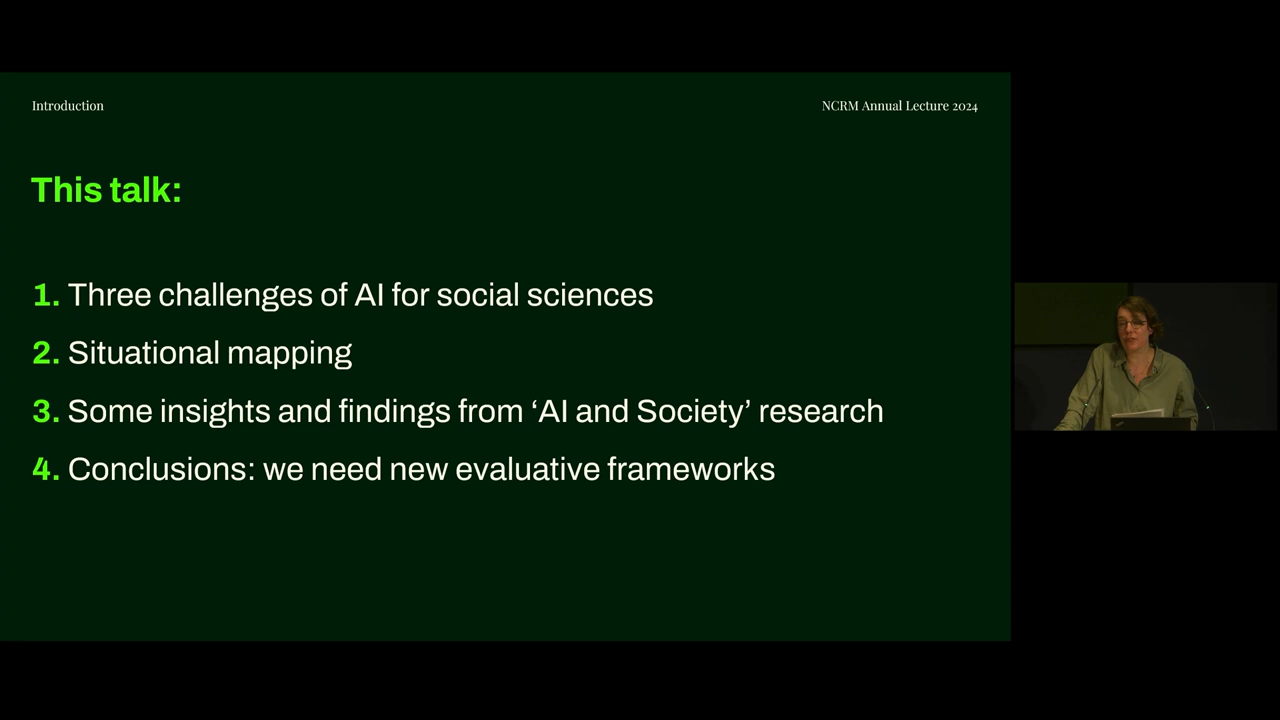 Introduction
NCRM Annual Lecture 2024
This talk:
1. Three challenges of AI for social sciences
2. Situational mapping
3. Some insights and findings from ‘AI and Society’ research
4. Conclusions: we need new evaluative frameworks